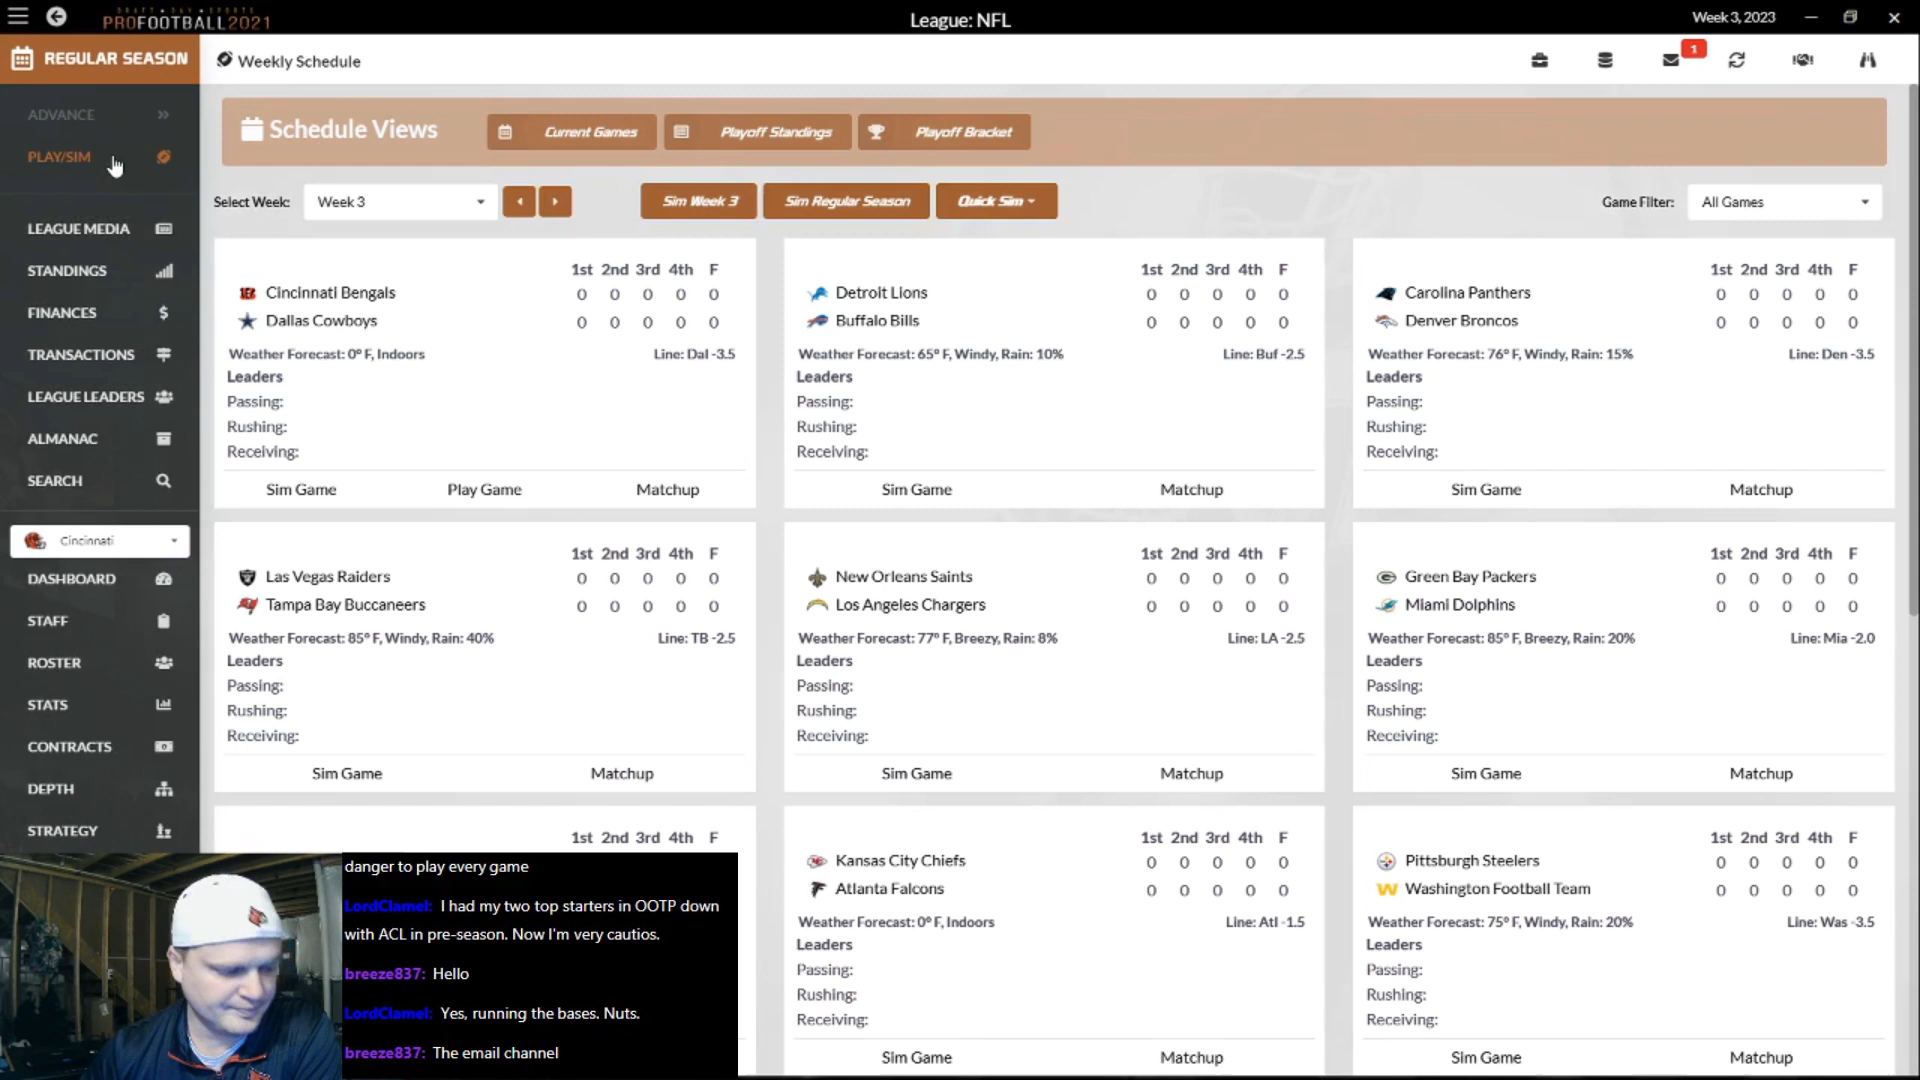 DRAFT DAY SPORTS
PROFOOTBALL2021
League: NFL
Week 3, 2023
REGULAR SEASON
Weekly Schedule
1
ADVANCE
PLAY/SIM
LEAGUE MEDIA
STANDINGS
FINANCES
TRANSACTIONS
LEAGUE LEADERS
ALMANAC
SEARCH
Cincinnati
DASHBOARD
STAFF
ROSTER
STATS
CONTRACTS
DEPTH
STRATEGY
Schedule Views
Current Games
Playoff Standings
Playoff Bracket
Select Week: Week 3
Sim Week 3
Sim Regular Season
Quick Sim
Game Filter: All Games
1st 2nd 3rd 4th F
Cincinnati Bengals 0 0 0 0 0
Dallas Cowboys 0 0 0 0 0
Weather Forecast: 0° F, Indoors Line: Dal -3.5
Leaders
Passing:
Rushing:
Receiving:
Sim Game Play Game Matchup
1st 2nd 3rd 4th F
Detroit Lions 0 0 0 0 0
Buffalo Bills 0 0 0 0 0
Weather Forecast: 65° F, Windy, Rain: 10% Line: Buf -2.5
Leaders
Passing:
Rushing:
Receiving:
Sim Game Matchup
1st 2nd 3rd 4th F
Carolina Panthers 0 0 0 0 0
Denver Broncos 0 0 0 0 0
Weather Forecast: 76° F, Windy, Rain: 15% Line: Den -3.5
Leaders
Passing:
Rushing:
Receiving:
Sim Game Matchup
1st 2nd 3rd 4th F
Las Vegas Raiders 0 0 0 0 0
Tampa Bay Buccaneers 0 0 0 0 0
Weather Forecast: 85° F, Windy, Rain: 40% Line: TB -2.5
Leaders
Passing:
Rushing:
Receiving:
Sim Game Matchup
1st 2nd 3rd 4th F
New Orleans Saints 0 0 0 0 0
Los Angeles Chargers 0 0 0 0 0
Weather Forecast: 77° F, Breezy, Rain: 8% Line: LA -2.5
Leaders
Passing:
Rushing:
Receiving:
Sim Game Matchup
1st 2nd 3rd 4th F
Green Bay Packers 0 0 0 0 0
Miami Dolphins 0 0 0 0 0
Weather Forecast: 85° F, Breezy, Rain: 20% Line: Mia -2.0
Leaders
Passing:
Rushing:
Receiving:
Sim Game Matchup
1st 2nd 3rd 4th F
1st 2nd 3rd 4th F
Kansas City Chiefs 0 0 0 0 0
Atlanta Falcons 0 0 0 0 0
Weather Forecast: 0° F, Indoors Line: Atl -1.5
Leaders
Passing:
Rushing:
Receiving:
Sim Game Matchup
1st 2nd 3rd 4th F
Pittsburgh Steelers 0 0 0 0 0
Washington Football Team 0 0 0 0 0
Weather Forecast: 75° F, Windy, Rain: 20% Line: Was -3.5
Leaders
Passing:
Rushing:
Receiving:
Sim Game Matchup
danger to play every game
LordClamel: I had my two top starters in OOTP down
with ACL in pre-season. Now I'm very cautios.
breeze837: Hello
LordClamel: Yes, running the bases. Nuts.
breeze837: The email channel